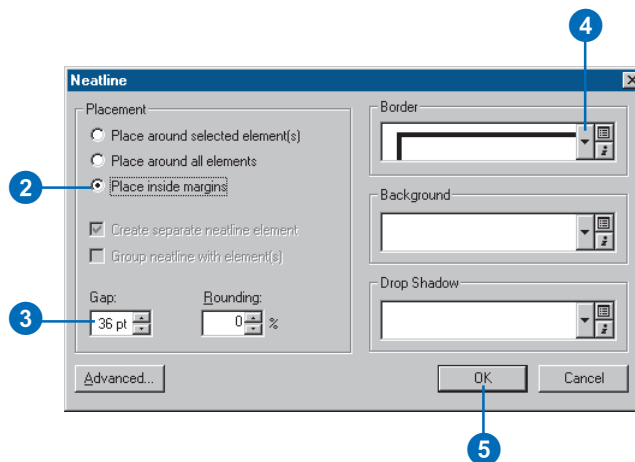 4
Neatline
Placement
Place around selected element(s)
Place around all elements
2
Place inside margins
Create separate neatline element
Group neatline with element(s)
Gap:
Rounding:
3
36 pt
0
%
Border
Background
Drop Shadow
Advanced...
OK
Cancel
5